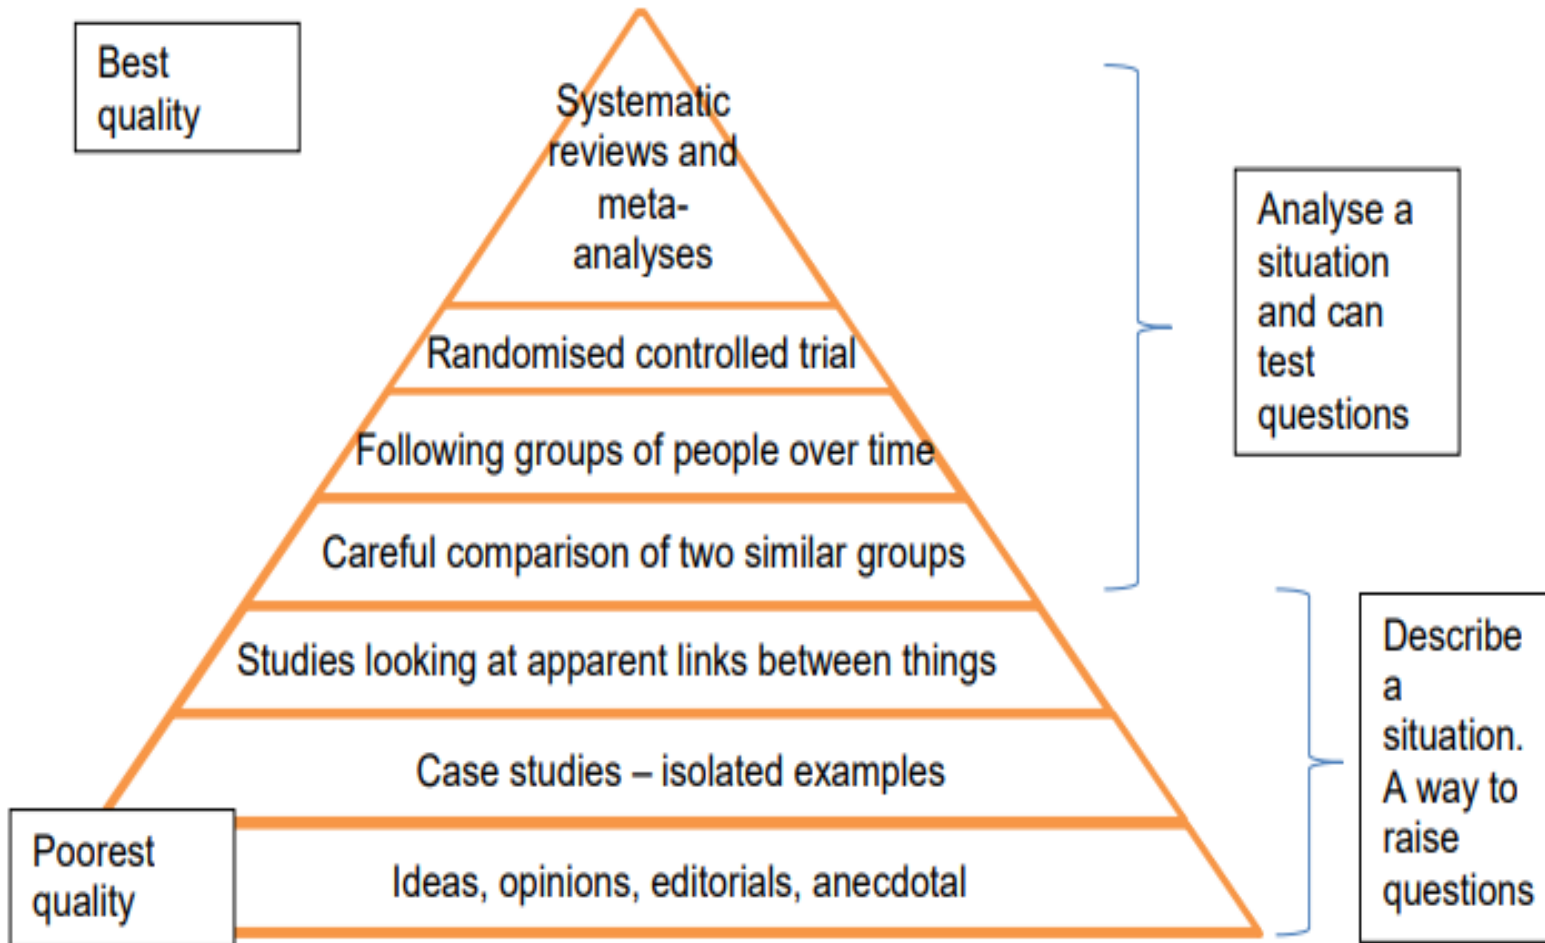 Best
quality
Systematic
reviews and
meta-
analyses
Randomised controlled trial
Following groups of people over time
Careful comparison of two similar groups
Studies looking at apparent links between things
Case studies – isolated examples
Ideas, opinions, editorials, anecdotal
Poorest
quality
Analyse a
situation
and can
test
questions
Describe
a
situation.
A way to
raise
questions